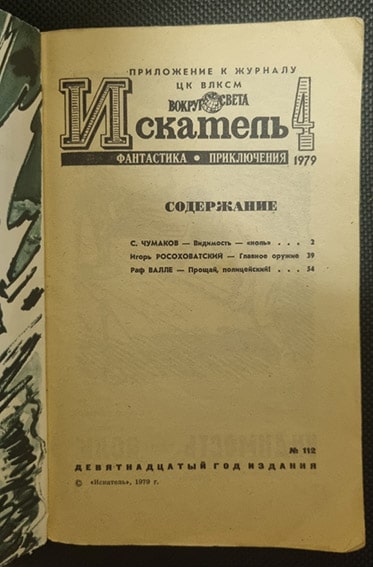 ПРИЛОЖЕНИЕ К ЖУРНАЛУ
ЦК ВЛКСМ
ВОКРУГ СВЕТА
Искатель 4
ФАНТАСТИКА • ПРИКЛЮЧЕНИЯ 1979
СОДЕРЖАНИЕ
С. ЧУМАКОВ — Видимость — «ноль» . . . 2
Игорь РОСОХОВАТСКИЙ — Главное оружие 39
Раф ВАЛЛЕ — Прощай, полицейский! . . . 54
№ 112
ДЕВЯТНАДЦАТЫЙ ГОД ИЗДАНИЯ
© «Искатель», 1979 г.